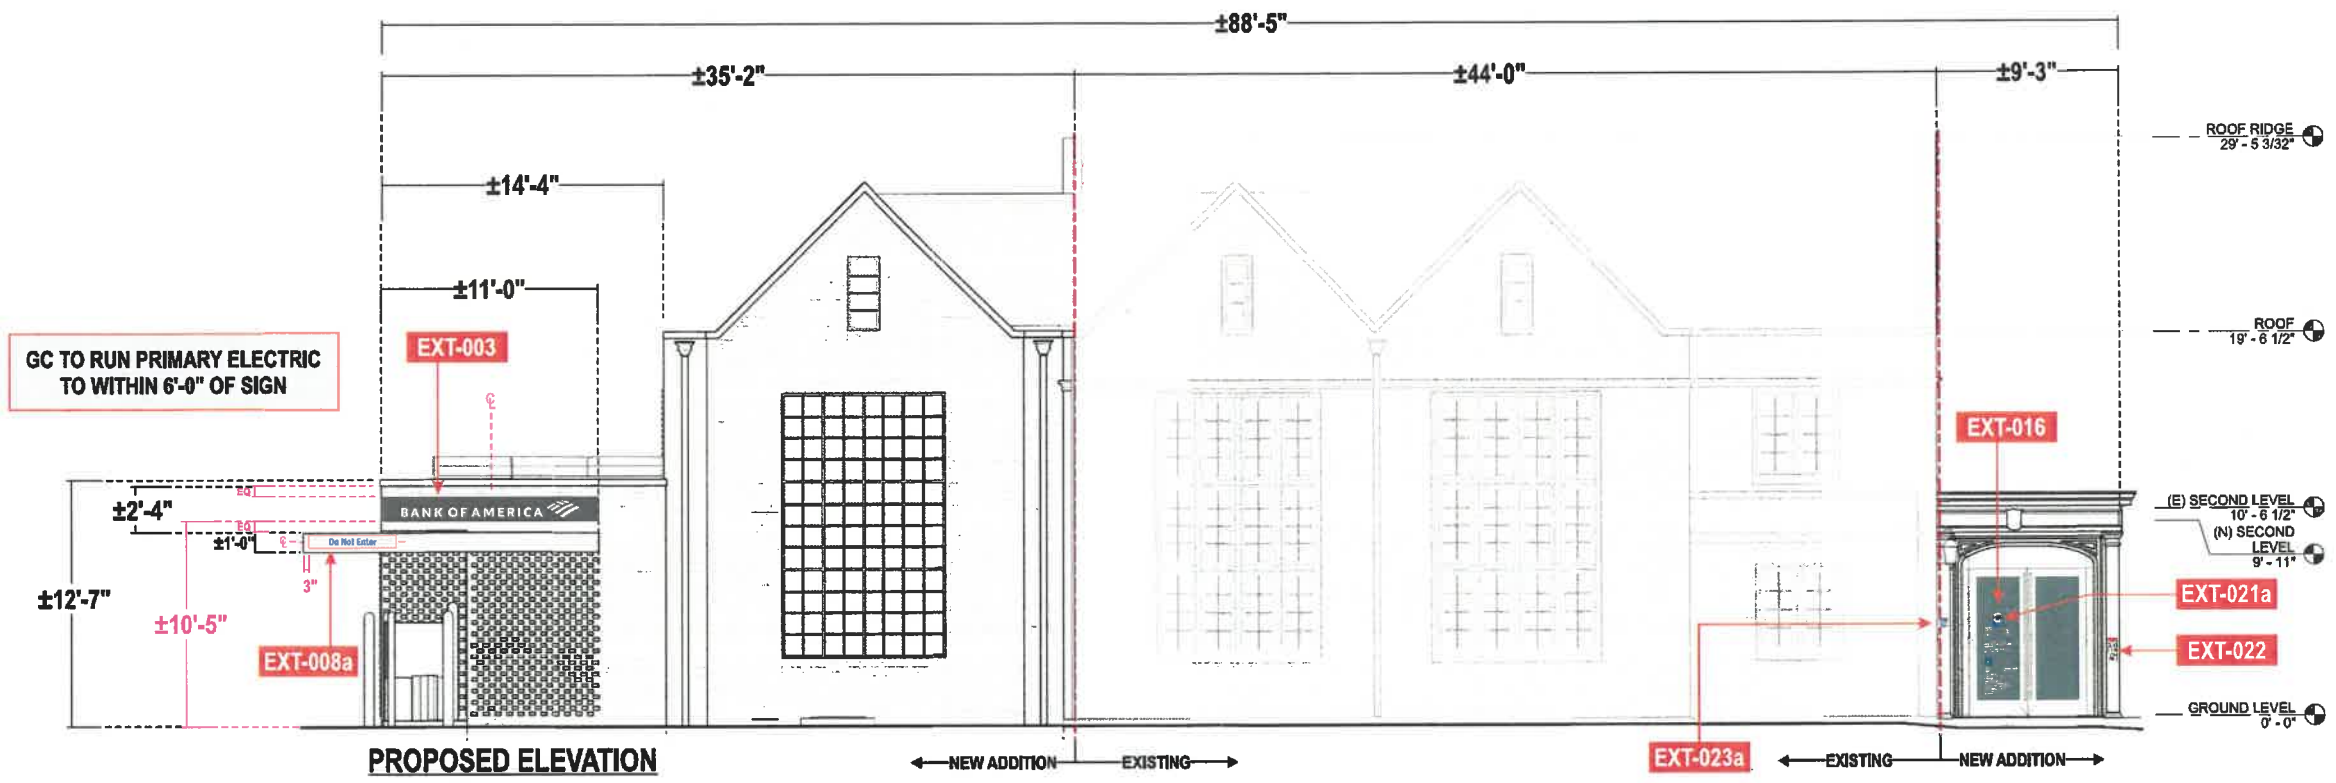 ±88'-5"
±35'-2"
±44'-0"
±9'-3"
ROOF RIDGE
29' - 5 3/32"
±14'-4"
±11'-0"
ROOF
19' - 6 1/2"
GC TO RUN PRIMARY ELECTRIC
TO WITHIN 6'-0" OF SIGN
EXT-003
℄
EXT-016
EQ
±2'-4"
BANK OF AMERICA
(E) SECOND LEVEL
10' - 6 1/2"
EQ
±1'-0"
℄
Do Not Enter
(N) SECOND
LEVEL
9' - 11"
3"
±12'-7"
±10'-5"
EXT-021a
EXT-008a
EXT-022
GROUND LEVEL
0' - 0"
PROPOSED ELEVATION
NEW ADDITION
EXISTING
EXT-023a
EXISTING
NEW ADDITION